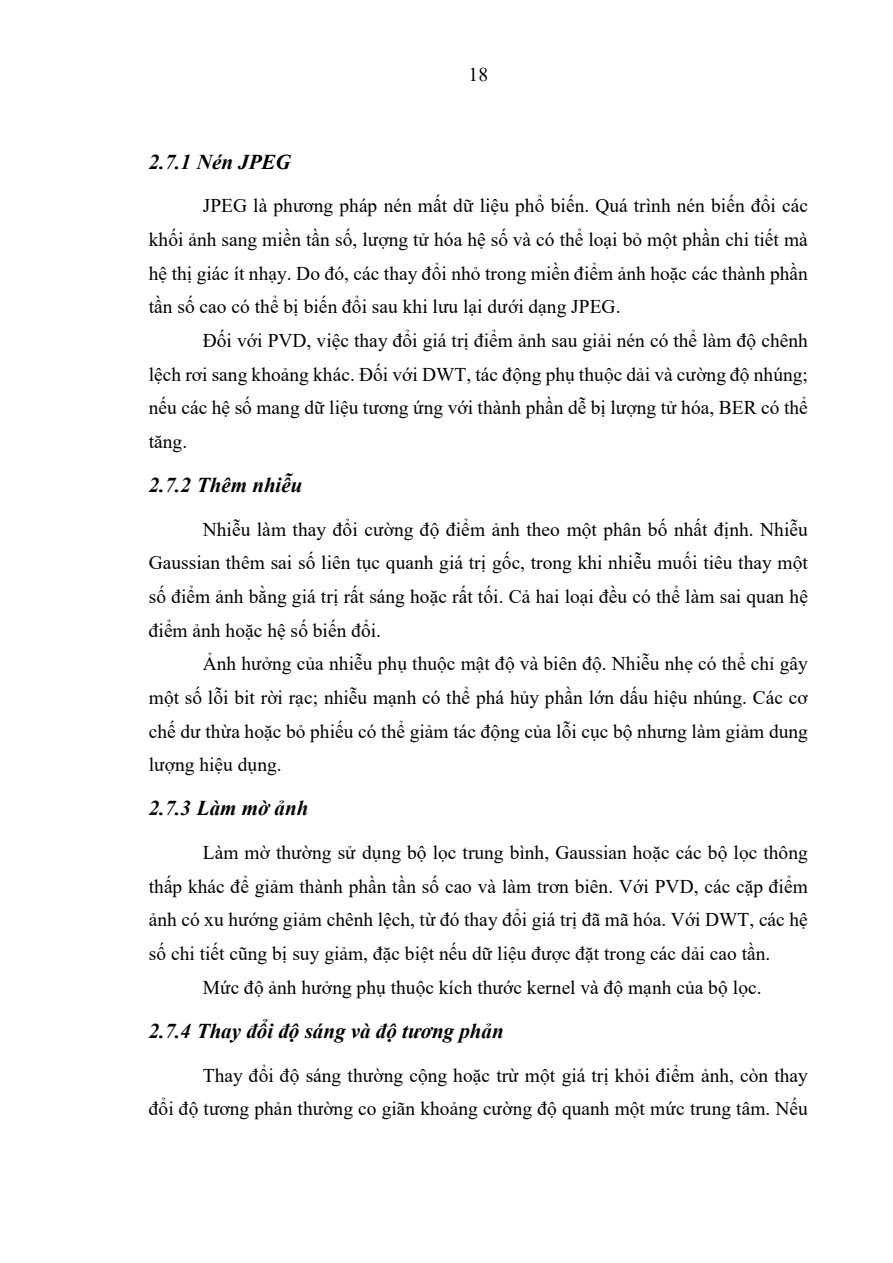 18
2.7.1 Nén JPEG
JPEG là phương pháp nén mất dữ liệu phổ biến. Quá trình nén biến đổi các
khối ảnh sang miền tần số, lượng tử hóa hệ số và có thể loại bỏ một phần chi tiết mà
hệ thị giác ít nhạy. Do đó, các thay đổi nhỏ trong miền điểm ảnh hoặc các thành phần
tần số cao có thể bị biến đổi sau khi lưu lại dưới dạng JPEG.
Đối với PVD, việc thay đổi giá trị điểm ảnh sau giải nén có thể làm độ chênh
lệch rơi sang khoảng khác. Đối với DWT, tác động phụ thuộc dải và cường độ nhúng;
nếu các hệ số mang dữ liệu tương ứng với thành phần dễ bị lượng tử hóa, BER có thể
tăng.
2.7.2 Thêm nhiễu
Nhiễu làm thay đổi cường độ điểm ảnh theo một phân bố nhất định. Nhiễu
Gaussian thêm sai số liên tục quanh giá trị gốc, trong khi nhiễu muối tiêu thay một
số điểm ảnh bằng giá trị rất sáng hoặc rất tối. Cả hai loại đều có thể làm sai quan hệ
điểm ảnh hoặc hệ số biến đổi.
Ảnh hưởng của nhiễu phụ thuộc mật độ và biên độ. Nhiễu nhẹ có thể chỉ gây
một số lỗi bit rời rạc; nhiễu mạnh có thể phá hủy phần lớn dấu hiệu nhúng. Các cơ
chế dư thừa hoặc bỏ phiếu có thể giảm tác động của lỗi cục bộ nhưng làm giảm dung
lượng hiệu dụng.
2.7.3 Làm mờ ảnh
Làm mờ thường sử dụng bộ lọc trung bình, Gaussian hoặc các bộ lọc thông
thấp khác để giảm thành phần tần số cao và làm trơn biên. Với PVD, các cặp điểm
ảnh có xu hướng giảm chênh lệch, từ đó thay đổi giá trị đã mã hóa. Với DWT, các hệ
số chi tiết cũng bị suy giảm, đặc biệt nếu dữ liệu được đặt trong các dải cao tần.
Mức độ ảnh hưởng phụ thuộc kích thước kernel và độ mạnh của bộ lọc.
2.7.4 Thay đổi độ sáng và độ tương phản
Thay đổi độ sáng thường cộng hoặc trừ một giá trị khỏi điểm ảnh, còn thay
đổi độ tương phản thường co giãn khoảng cường độ quanh một mức trung tâm. Nếu